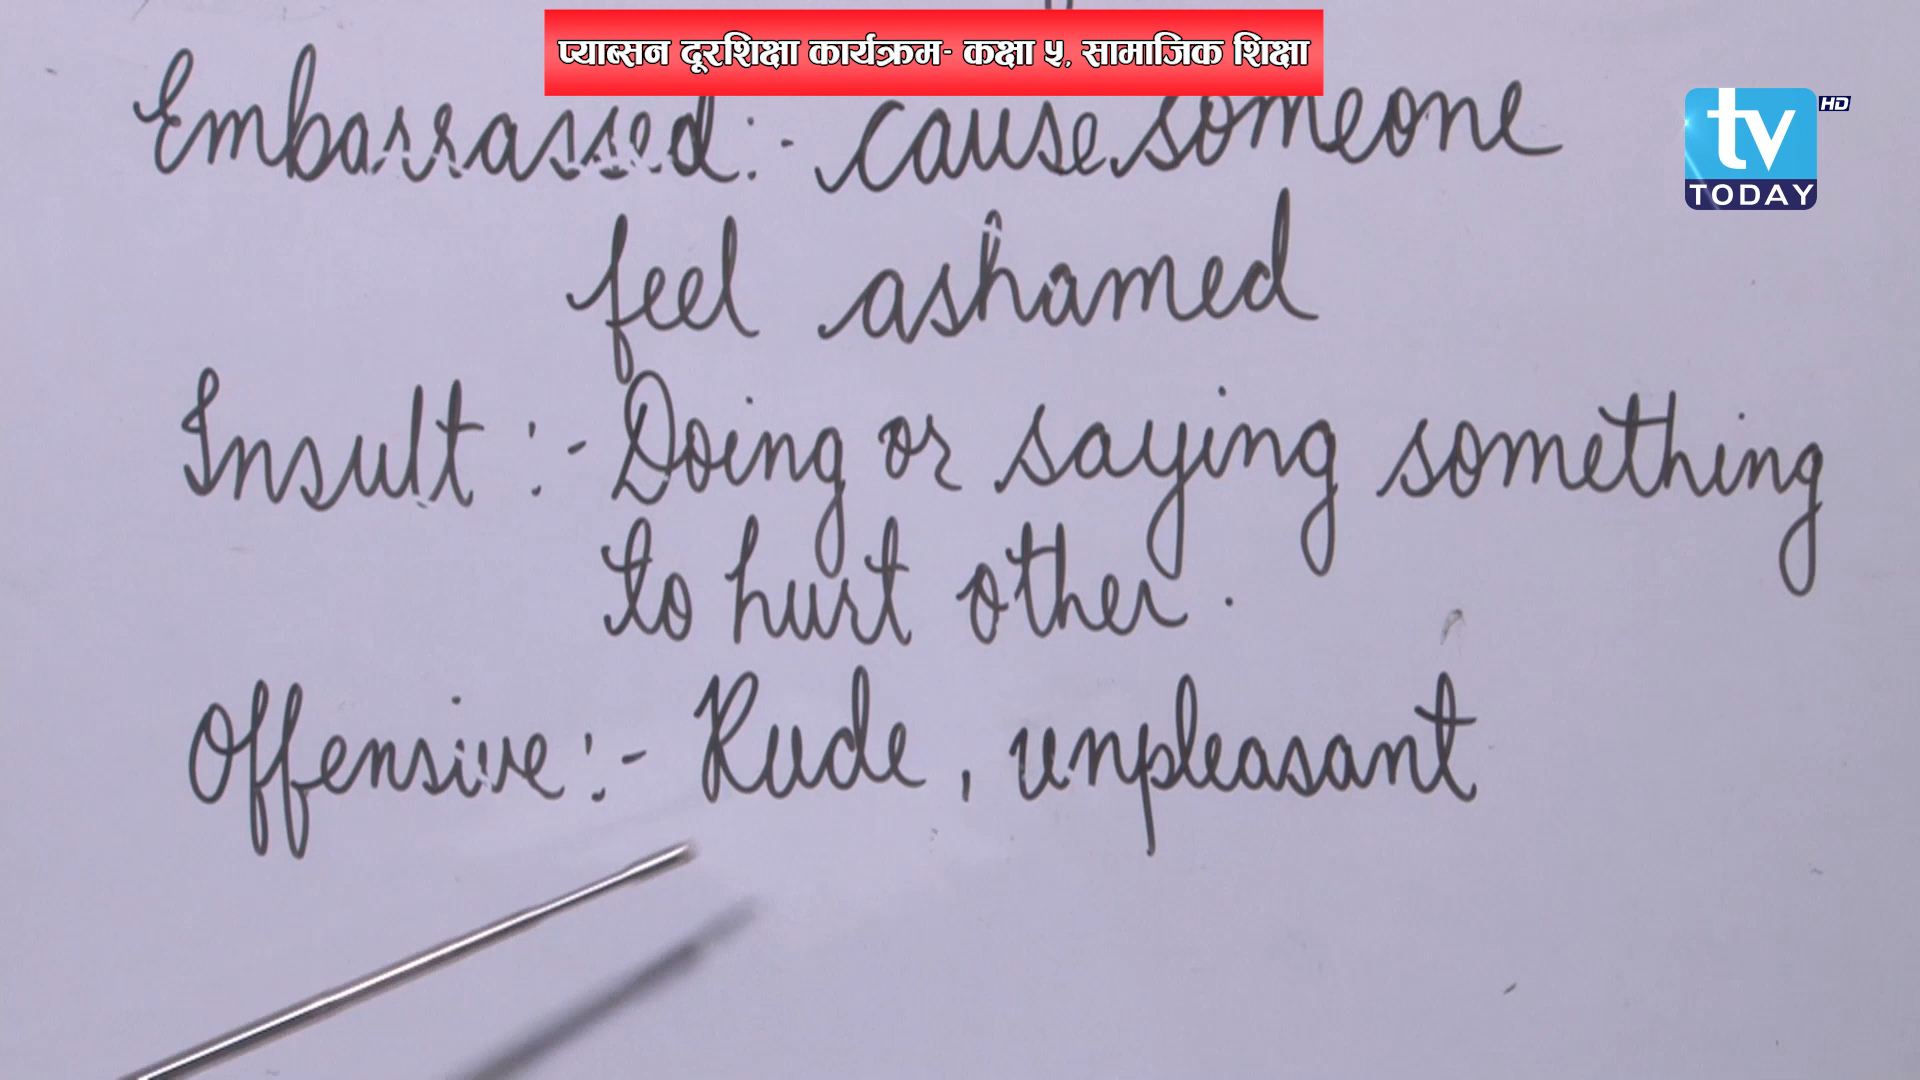 प्याब्सन दूरशिक्षा कार्यक्रम- कक्षा ५, सामाजिक शिक्षा
tv HD
TODAY
Embarrassed:- cause someone
feel ashamed
Insult :- Doing or saying something
to hurt other.
Offensive:- Rude, unpleasant